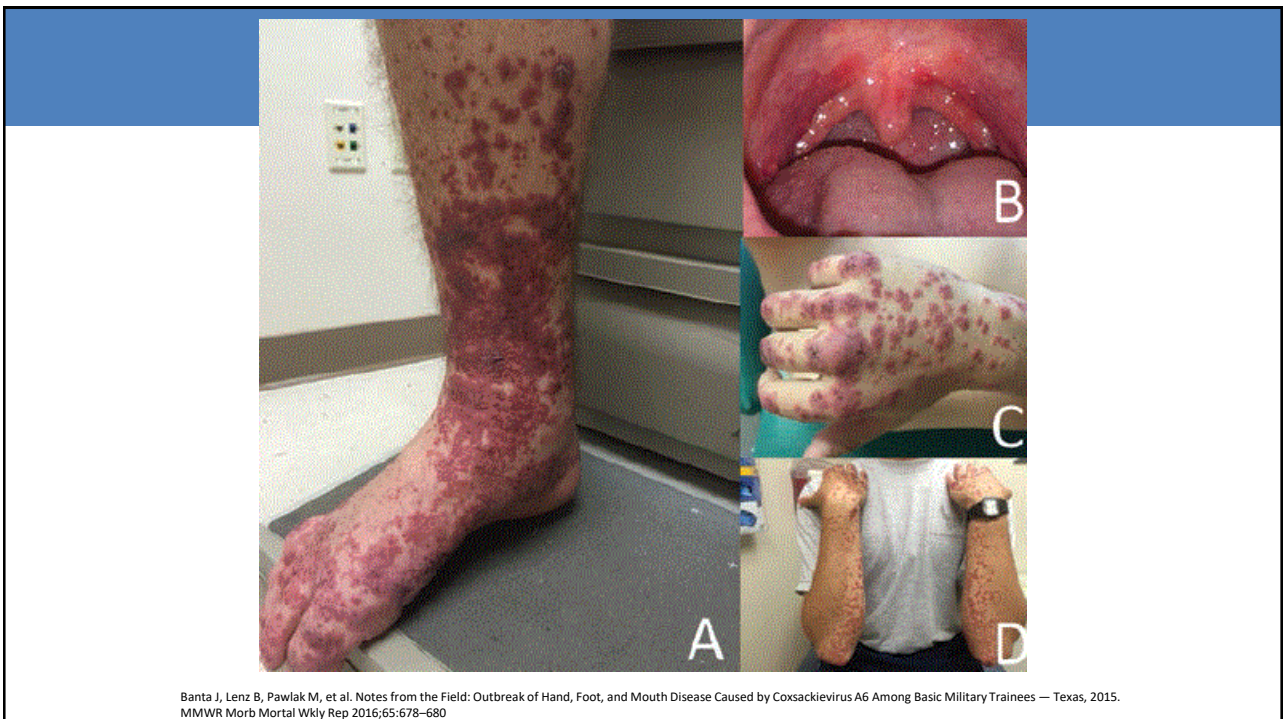 A
B
C
D
Banta J, Lenz B, Pawlak M, et al. Notes from the Field: Outbreak of Hand, Foot, and Mouth Disease Caused by Coxsackievirus A6 Among Basic Military Trainees — Texas, 2015.
MMWR Morb Mortal Wkly Rep 2016;65:678–680